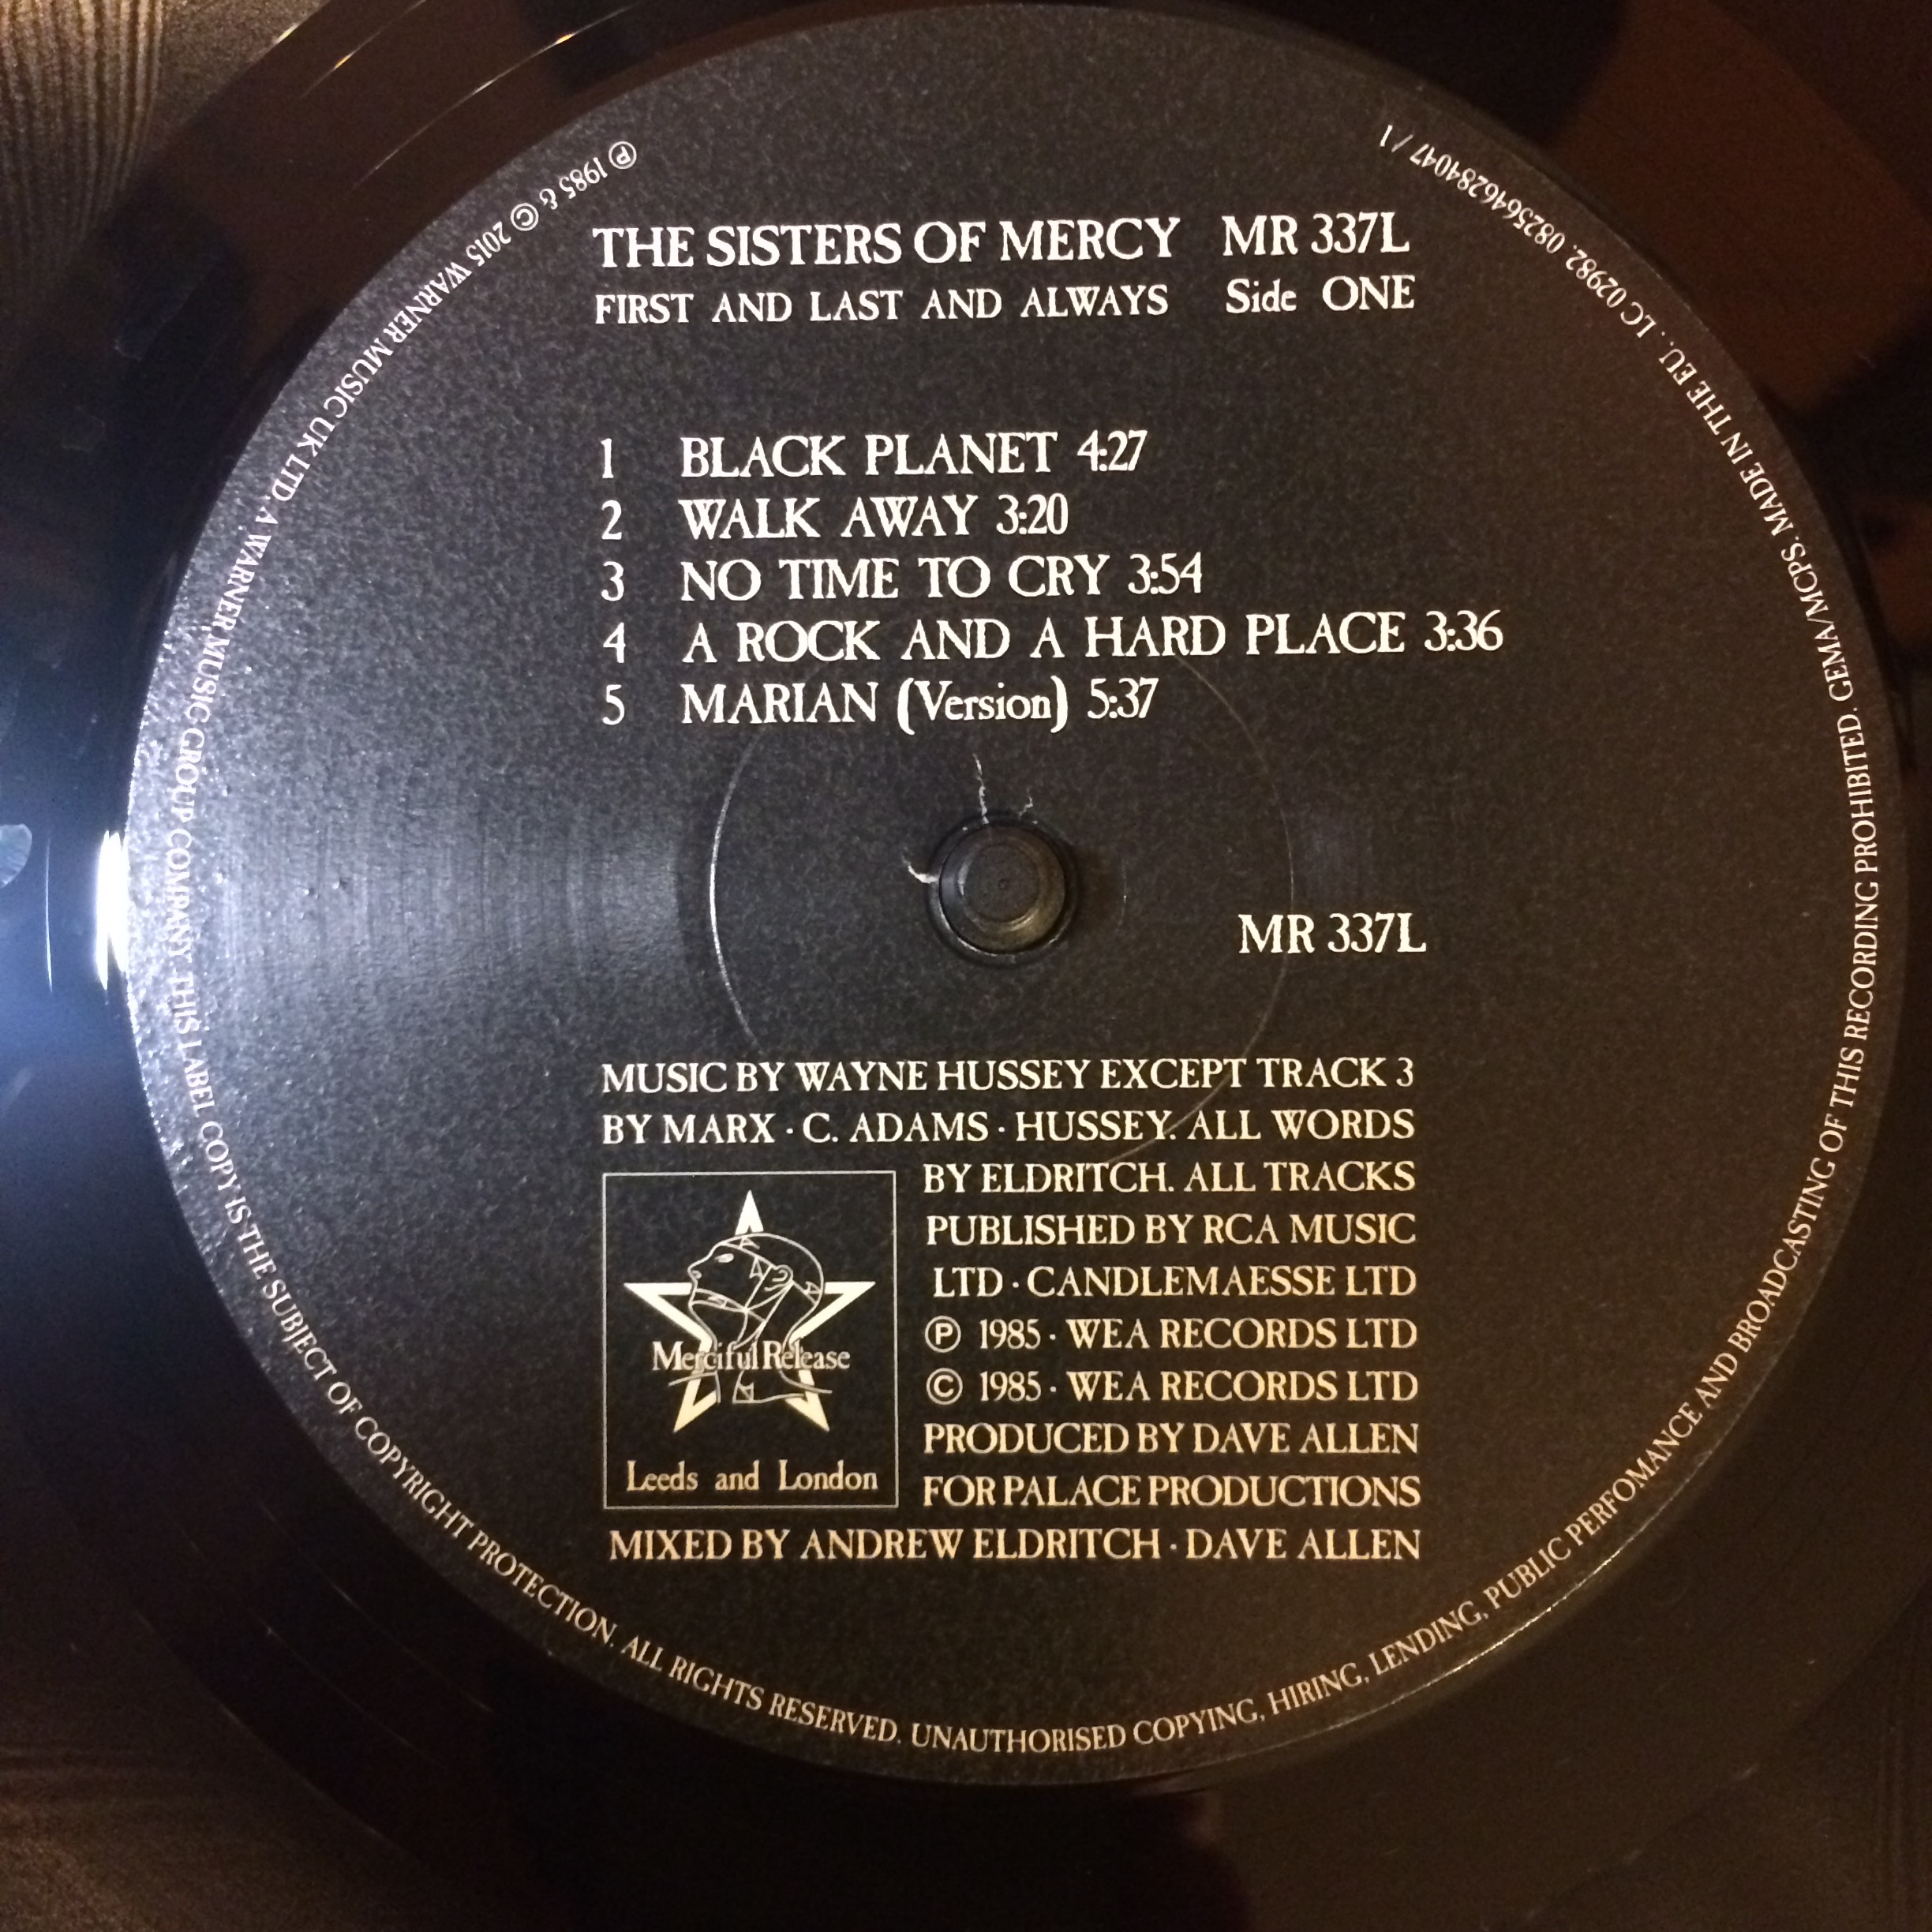 THE SISTERS OF MERCY MR 337L
FIRST AND LAST AND ALWAYS Side ONE
1 BLACK PLANET 4:27
2 WALK AWAY 3:20
3 NO TIME TO CRY 3:54
4 A ROCK AND A HARD PLACE 3:36
5 MARIAN (Version) 5:37
MR 337L
MUSIC BY WAYNE HUSSEY EXCEPT TRACK 3
BY MARX · C. ADAMS · HUSSEY. ALL WORDS
BY ELDRITCH. ALL TRACKS
PUBLISHED BY RCA MUSIC
LTD · CANDLEMAESSE LTD
Ⓟ 1985 · WEA RECORDS LTD
© 1985 · WEA RECORDS LTD
PRODUCED BY DAVE ALLEN
FOR PALACE PRODUCTIONS
MIXED BY ANDREW ELDRITCH · DAVE ALLEN
Merciful Release
Leeds and London
Ⓟ 1985 & © 2015 WARNER MUSIC UK LTD. A WARNER MUSIC GROUP COMPANY. THIS LABEL COPY IS THE SUBJECT OF COPYRIGHT PROTECTION. ALL RIGHTS RESERVED. UNAUTHORISED COPYING, HIRING, LENDING, PUBLIC PERFOMANCE AND BROADCASTING OF THIS RECORDING PROHIBITED. GEMA/MCPS. MADE IN THE EU. LC 02982. 0825646284047 / 1